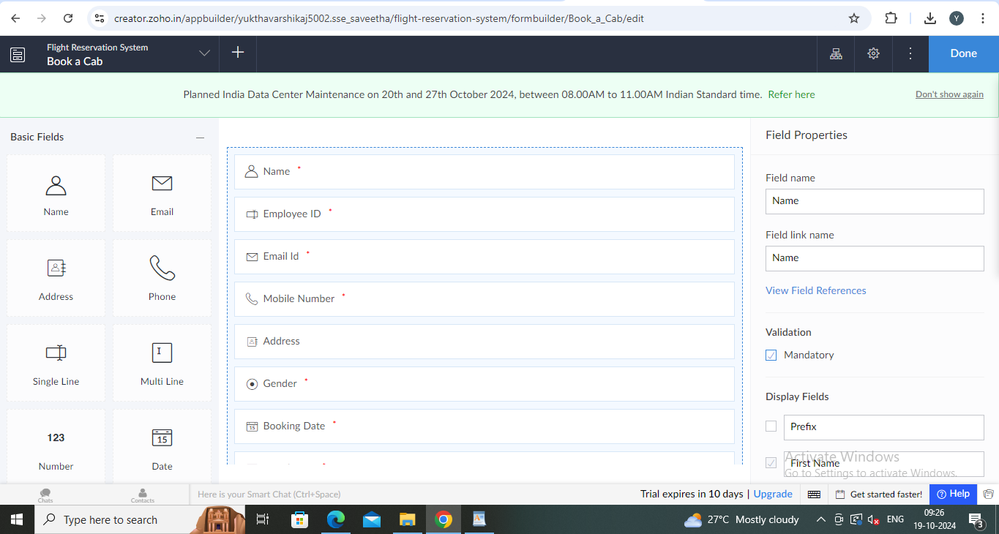 creator.zoho.in/appbuilder/yukthavarshikaj5002.sse_saveetha/flight-reservation-system/formbuilder/Book_a_Cab/edit
Y
Flight Reservation System
Book a Cab
Done
Planned India Data Center Maintenance on 20th and 27th October 2024, between 08.00AM to 11.00AM Indian Standard time. Refer here
Don't show again
Basic Fields
Name
Email
Address
Phone
Single Line
Multi Line
123
Number
15
Date
Name *
Employee ID *
Email Id *
Mobile Number *
Address
Gender *
15 Booking Date *
Field Properties
Field name
Name
Field link name
Name
View Field References
Validation
Mandatory
Display Fields
Prefix
First Name
Activate Windows
Go to Settings to activate Windows.
Chats
Contacts
Here is your Smart Chat (Ctrl+Space)
Trial expires in 10 days | Upgrade
Get started faster!
Help
Type here to search
27°C Mostly cloudy
ENG
09:26
19-10-2024
3